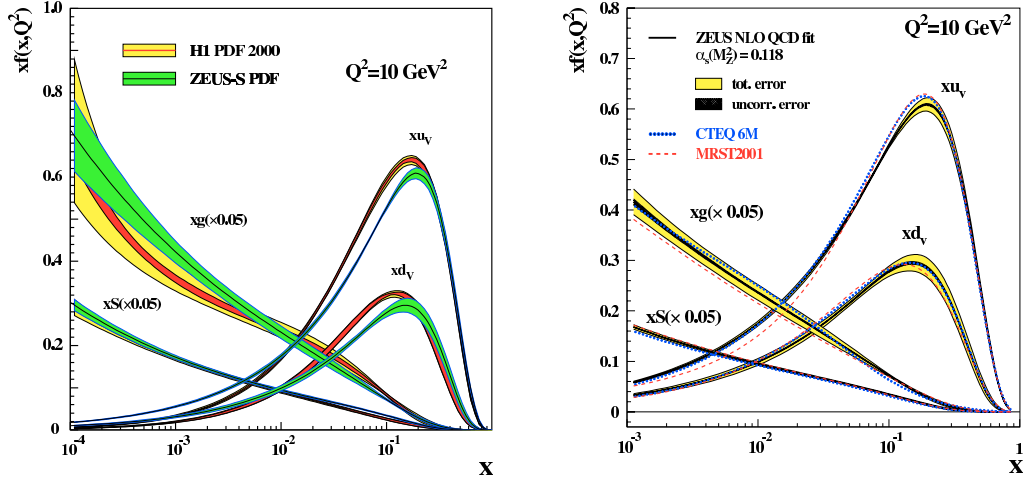 xf(x,Q²)
1.0
0.8
0.6
0.4
0.2
0
H1 PDF 2000
ZEUS-S PDF
Q²=10 GeV²
xu_v
xg(×0.05)
xd_v
xS(×0.05)
10⁻⁴
10⁻³
10⁻²
10⁻¹
x
xf(x,Q²)
0.8
0.7
0.6
0.5
0.4
0.3
0.2
0.1
0
Q²=10 GeV²
ZEUS NLO QCD fit
α_s(M_Z²) = 0.118
tot. error
uncorr. error
CTEQ 6M
MRST2001
xu_v
xg(× 0.05)
xd_v
xS(× 0.05)
10⁻³
10⁻²
10⁻¹
1
x